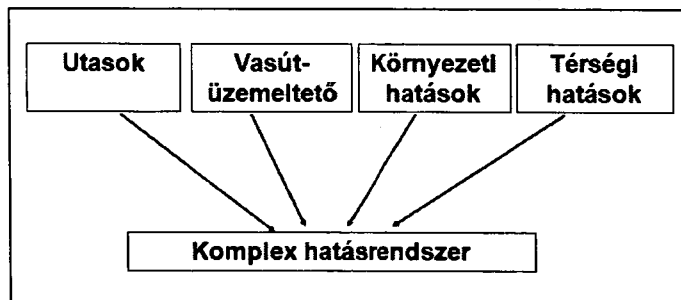 Utasok
Vasút-
üzemeltető
Környezeti
hatások
Térségi
hatások
Komplex hatásrendszer